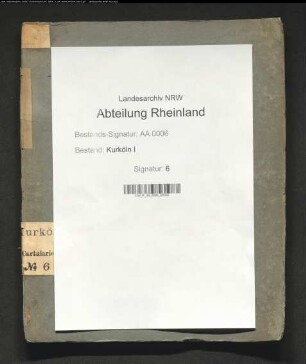 Landesarchiv NRW
Abteilung Rheinland
Bestands-Signatur: AA 0006
Bestand: Kurköln I
Signatur: 6
Kurkö
Cartular
№ 6